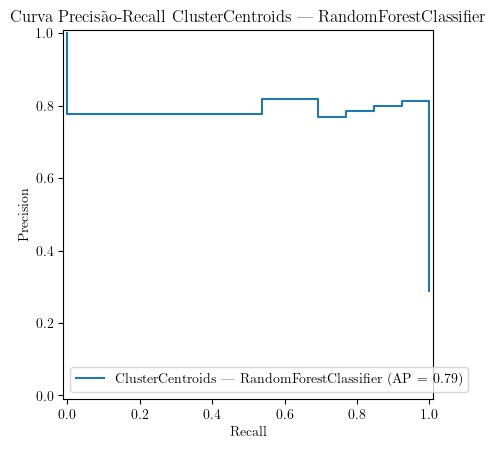 Curva Precisão-Recall ClusterCentroids — RandomForestClassifier
1.0
0.8
0.6
0.4
0.2
0.0
Precision
ClusterCentroids — RandomForestClassifier (AP = 0.79)
0.0 0.2 0.4 0.6 0.8 1.0
Recall